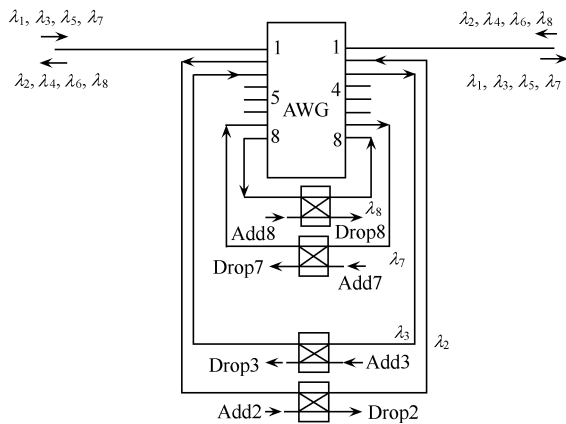 λ1, λ3, λ5, λ7
λ2, λ4, λ6, λ8
λ2, λ4, λ6, λ8
λ1, λ3, λ5, λ7
1
1
5
4
AWG
8
8
λ8
Add8
Drop8
λ7
Drop7
Add7
λ3
λ2
Drop3
Add3
Add2
Drop2